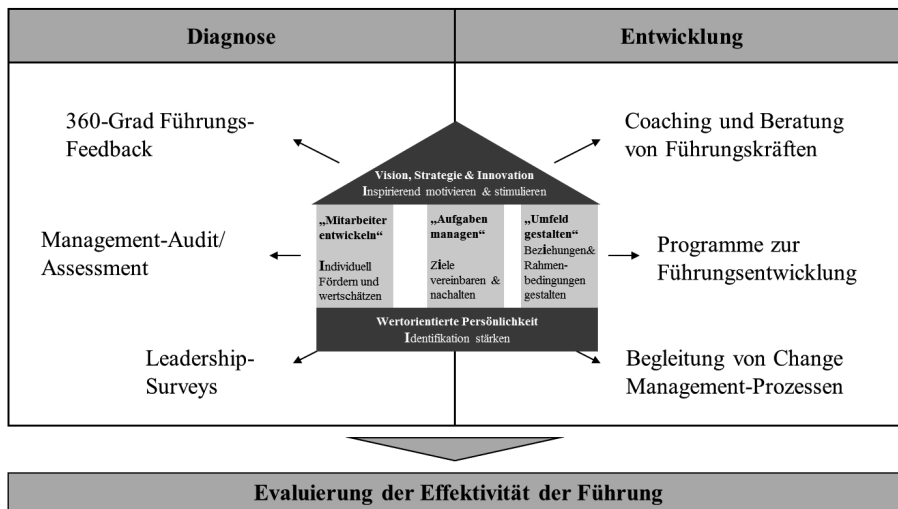 Diagnose
Entwicklung
360-Grad Führungs-
Feedback
Management-Audit/
Assessment
Leadership-
Surveys
Vision, Strategie & Innovation
Inspirierend motivieren & stimulieren
„Mitarbeiter
entwickeln“
Individuell
Fördern und
wertschätzen
„Aufgaben
managen“
Ziele
vereinbaren &
nachalten
„Umfeld
gestalten“
Beziehungen&
Rahmen-
bedingungen
gestalten
Wertorientierte Persönlichkeit
Identifikation stärken
Coaching und Beratung
von Führungskräften
Programme zur
Führungsentwicklung
Begleitung von Change
Management-Prozessen
Evaluierung der Effektivität der Führung